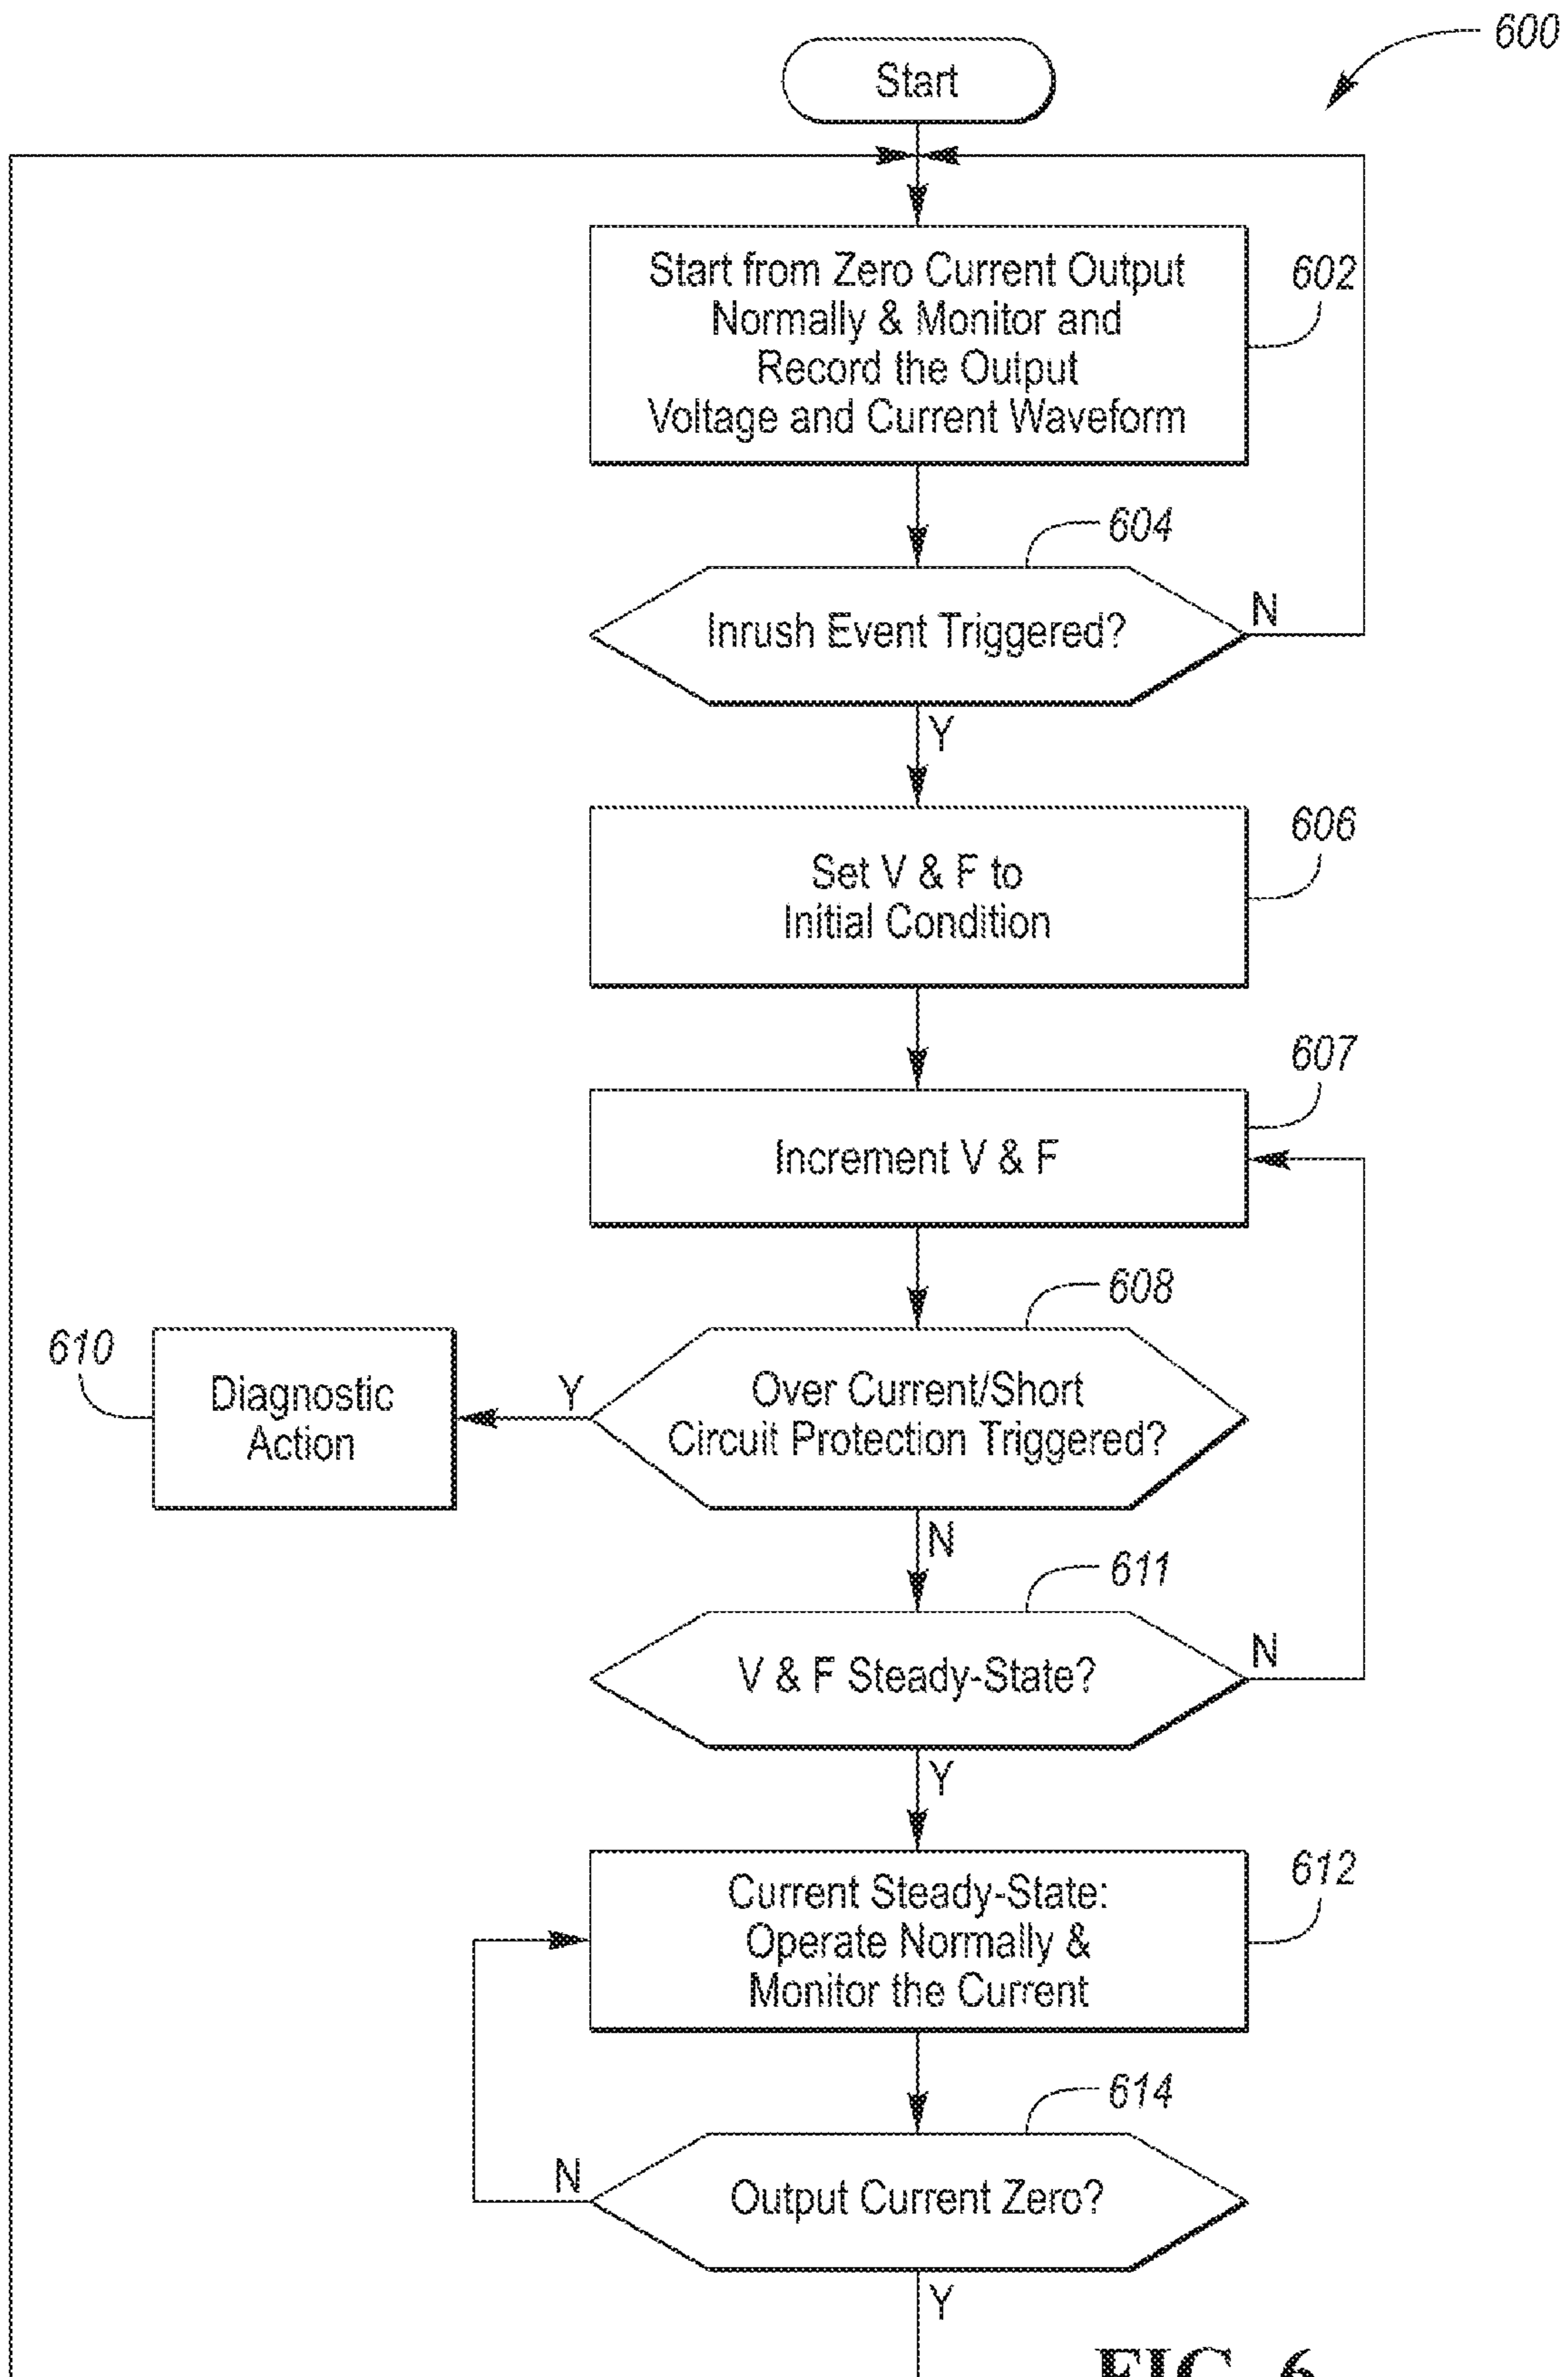 600
Start
Start from Zero Current Output
Normally & Monitor and
Record the Output
Voltage and Current Waveform
602
604
Inrush Event Triggered?
N
Y
606
Set V & F to
Initial Condition
607
Increment V & F
608
610
Diagnostic
Action
Y
Over Current/Short
Circuit Protection Triggered?
N
611
V & F Steady-State?
N
Y
612
Current Steady-State:
Operate Normally &
Monitor the Current
614
N
Output Current Zero?
Y
FIG. 6